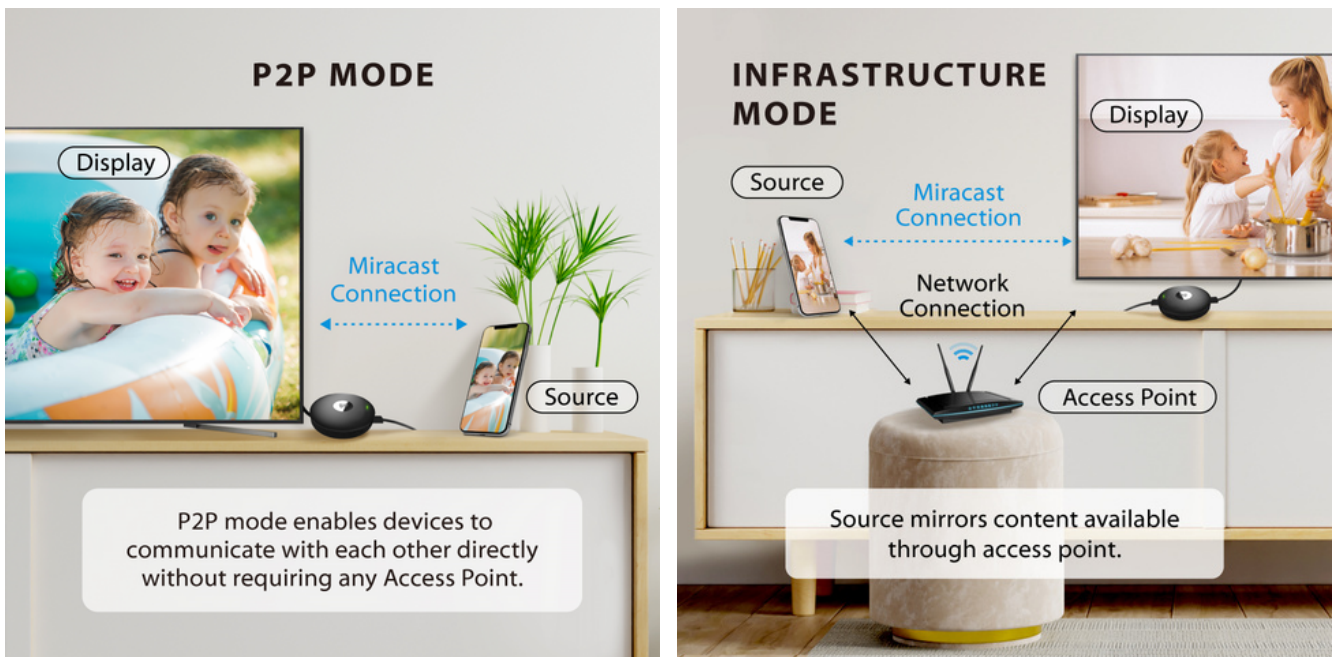 P2P MODE
Display
Miracast
Connection
Source
P2P mode enables devices to
communicate with each other directly
without requiring any Access Point.
INFRASTRUCTURE
MODE
Display
Source
Miracast
Connection
Network
Connection
Access Point
Source mirrors content available
through access point.